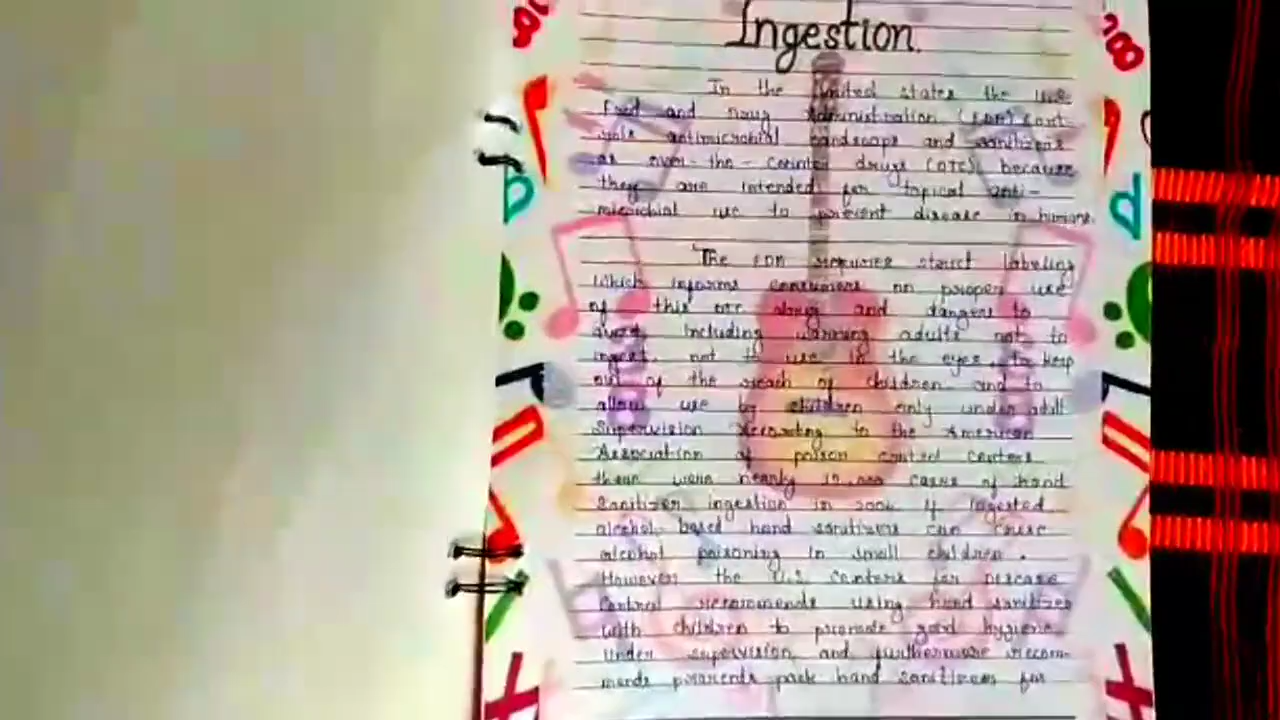 Ingestion.
In the United states the U.S.
Food and Drug Administration (FDA) cont-
rols antimicrobial handsoaps and sanitizers
as over-the-counter drugs (OTC) because
they are intended for topical anti-
microbial use to prevent disease in humans.
The FDA requires strict labeling
Which informs consumers on proper use
of this OTC drug and dangers to
avoid including warning adults not to
ingest, not to use in the eyes, to keep
out of the reach of children and to
allow use by children only under adult
Supervision According to the American
Association of poison control centers
there were nearly cases of hand
Sanitizer ingestion in 2006 If ingested
alcohol-based hand sanitizers can cause
alcohol poisoning in small children.
However the U.S centers for Disease
Control recommends using hand sanitizer
with children to promote good hygiene
under supervision, and furthermore recom-
mends parents pack hand sanitizers for